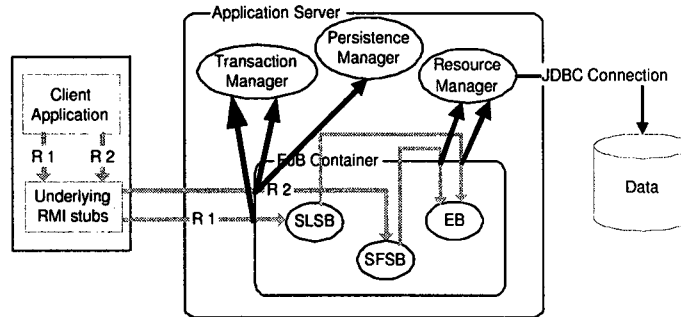 Application Server
Persistence
Manager
Transaction
Manager
Resource
Manager
JDBC Connection
Client
Application
R 1
R 2
EJB Container
Underlying
RMI stubs
R 2
R 1
SLSB
EB
SFSB
Data